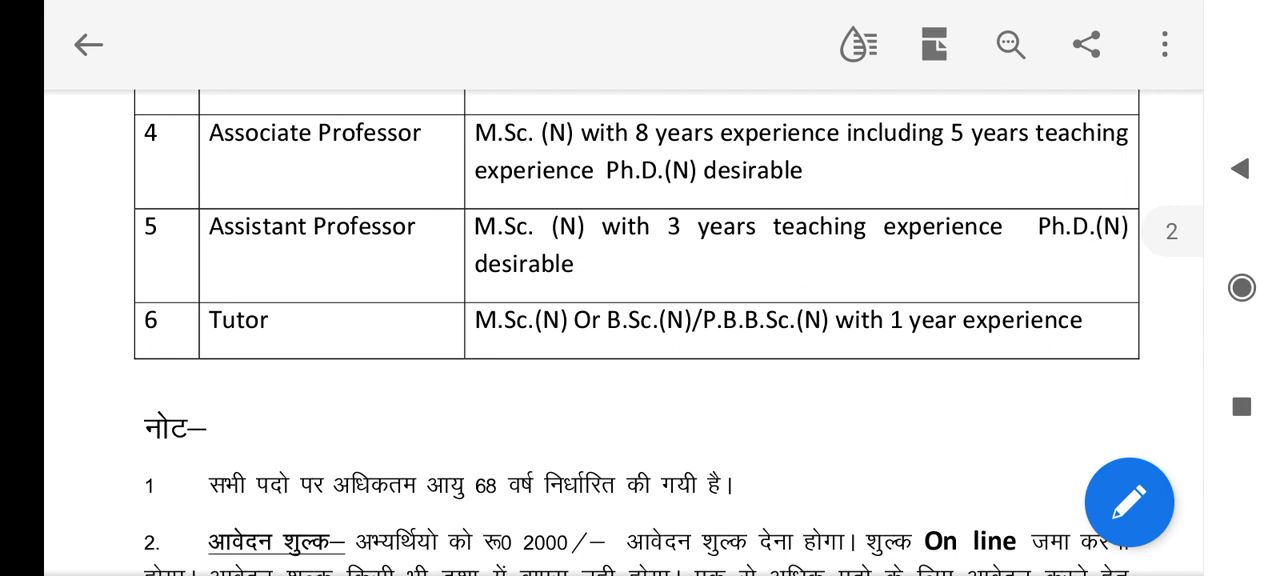 4 Associate Professor M.Sc. (N) with 8 years experience including 5 years teaching
experience Ph.D.(N) desirable
5 Assistant Professor M.Sc. (N) with 3 years teaching experience Ph.D.(N)
desirable
2
6 Tutor M.Sc.(N) Or B.Sc.(N)/P.B.B.Sc.(N) with 1 year experience
नोट–
1 सभी पदो पर अधिकतम आयु 68 वर्ष निर्धारित की गयी है।
2. आवेदन शुल्क– अभ्यर्थियो को रू0 2000/– आवेदन शुल्क देना होगा। शुल्क On line जमा